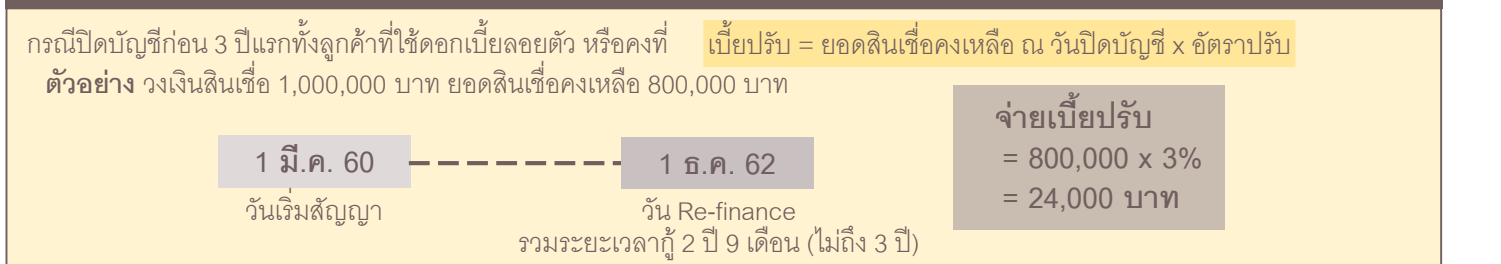 กรณีปิดบัญชีก่อน 3 ปีแรกทั้งลูกค้าที่ใช้ดอกเบี้ยลอยตัว หรือคงที่ เบี้ยปรับ = ยอดสินเชื่อคงเหลือ ณ วันปิดบัญชี x อัตราปรับ
ตัวอย่าง วงเงินสินเชื่อ 1,000,000 บาท ยอดสินเชื่อคงเหลือ 800,000 บาท
จ่ายเบี้ยปรับ
= 800,000 x 3%
= 24,000 บาท
1 มี.ค. 60 1 ธ.ค. 62
วันเริ่มสัญญา วัน Re-finance
รวมระยะเวลากู้ 2 ปี 9 เดือน (ไม่ถึง 3 ปี)